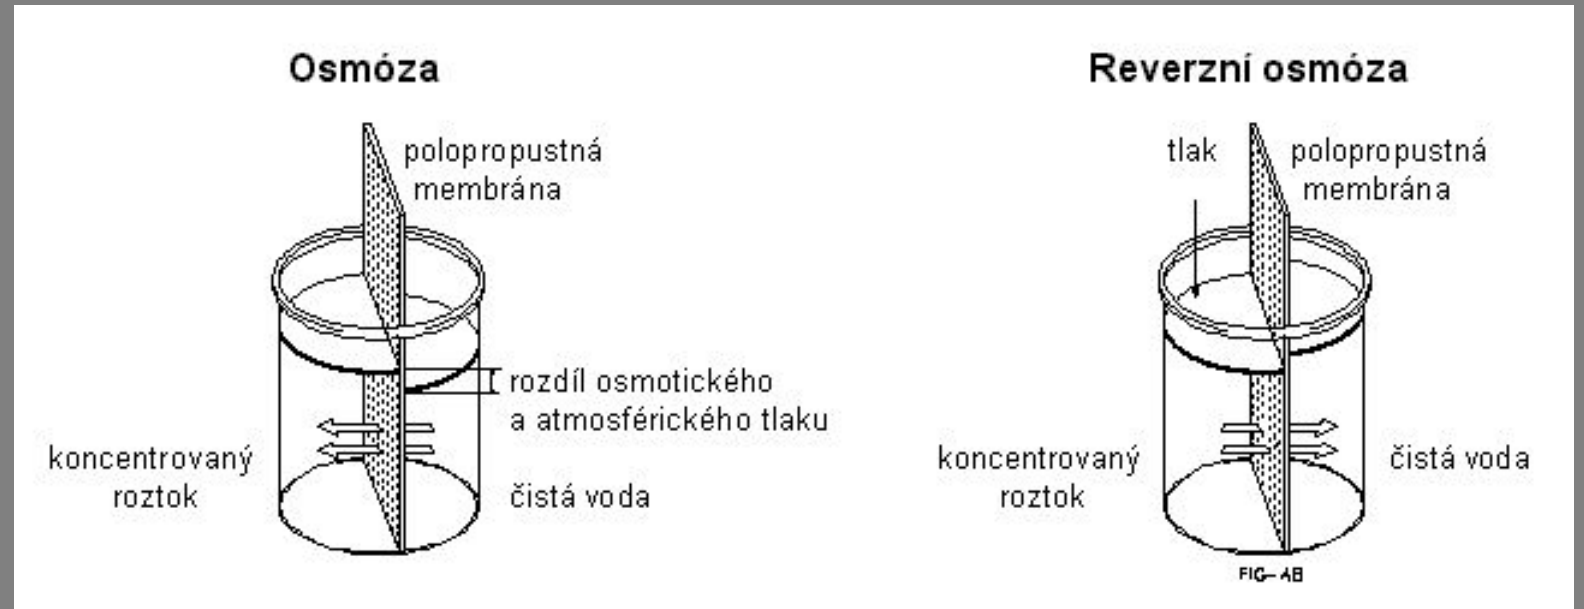 Osmóza
polopropustná
membrána
rozdíl osmotického
a atmosférického tlaku
koncentrovaný
roztok
čistá voda
Reverzní osmóza
tlak
polopropustná
membrána
koncentrovaný
roztok
čistá voda
FIG-4B